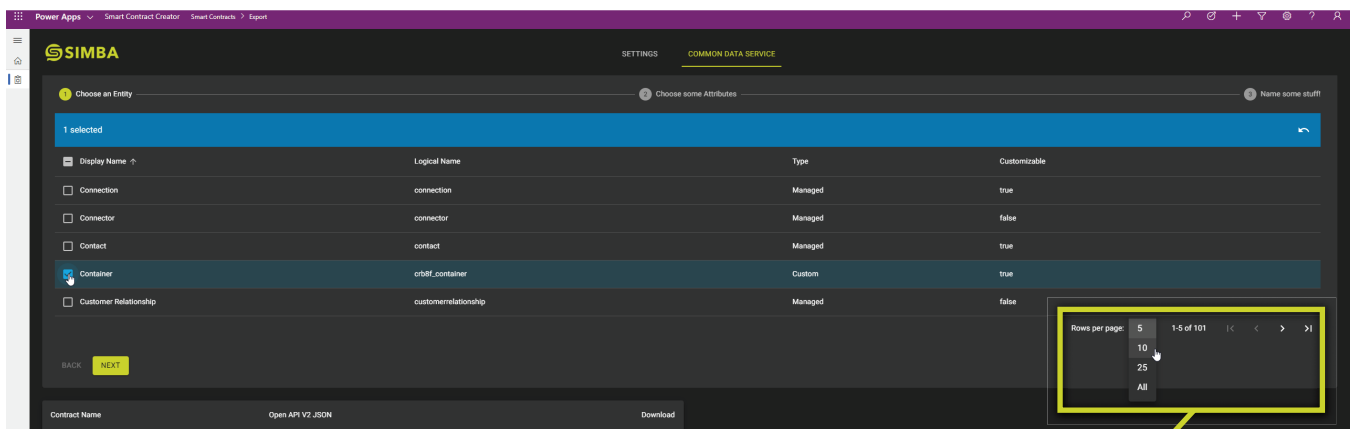 Power Apps Smart Contract Creator Smart Contracts > Export
SIMBA
SETTINGS COMMON DATA SERVICE
1 Choose an Entity 2 Choose some Attributes 3 Name some stuff!
1 selected
Display Name ↑ Logical Name Type Customizable
Connection connection Managed true
Connector connector Managed false
Contact contact Managed true
Container crb8f_container Custom true
Customer Relationship customerrelationship Managed false
Rows per page: 5 1-5 of 101
10
25
All
BACK NEXT
Contract Name Open API V2 JSON Download